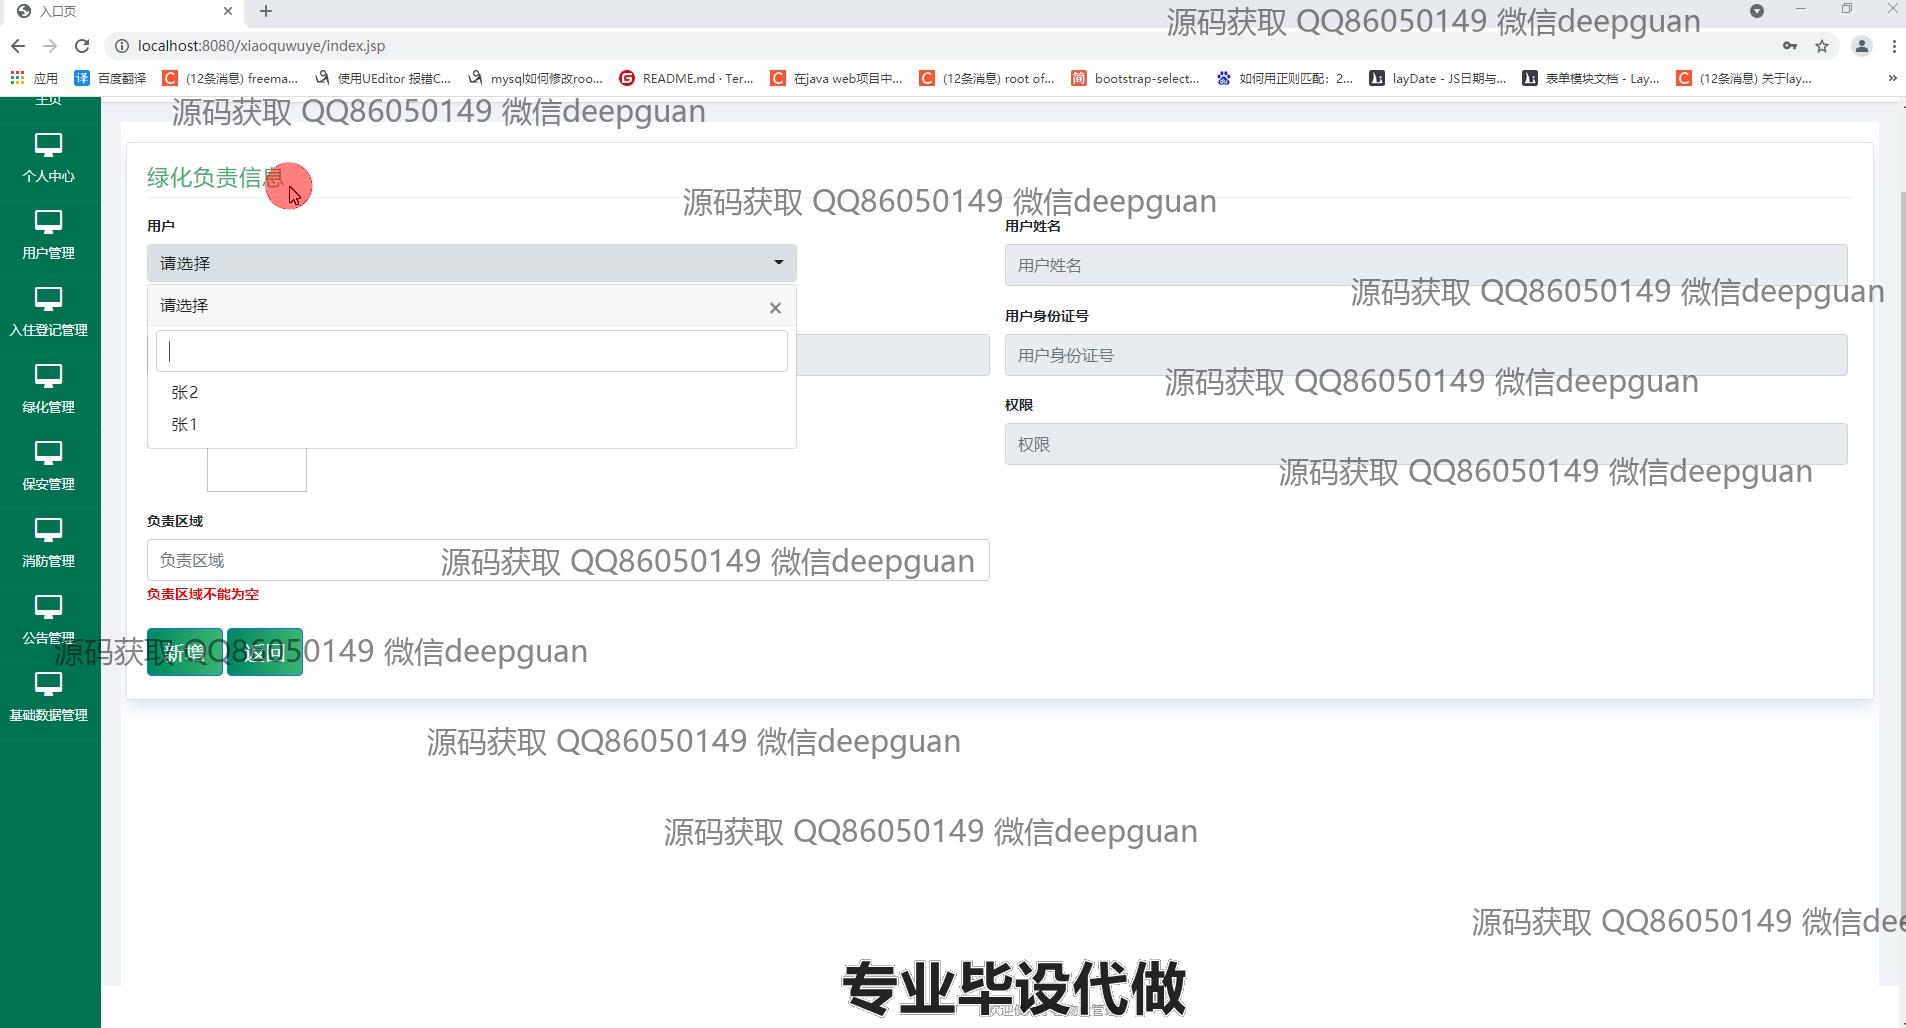 入口页
源码获取 QQ86050149 微信deepguan
localhost:8080/xiaoquwuye/index.jsp
应用
百度翻译
(12条消息) freema...
使用UEditor 报错C...
mysql如何修改roo...
README.md · Ter...
在java web项目中...
(12条消息) root of...
bootstrap-select...
如何用正则匹配：2...
layDate - JS日期与...
表单模块文档 - Lay...
(12条消息) 关于lay...
»
主页
源码获取 QQ86050149 微信deepguan
个人中心
用户管理
入住登记管理
绿化管理
保安管理
消防管理
公告管理
基础数据管理
绿化负责信息
源码获取 QQ86050149 微信deepguan
用户
用户姓名
请选择
用户姓名
源码获取 QQ86050149 微信deepguan
请选择
×
用户身份证号
用户身份证号
张2
源码获取 QQ86050149 微信deepguan
张1
权限
权限
源码获取 QQ86050149 微信deepguan
负责区域
负责区域
源码获取 QQ86050149 微信deepguan
负责区域不能为空
新增
返回
源码获取 QQ86050149 微信deepguan
源码获取 QQ86050149 微信deepguan
源码获取 QQ86050149 微信deepguan
源码获取 QQ86050149 微信dee
专业毕设代做